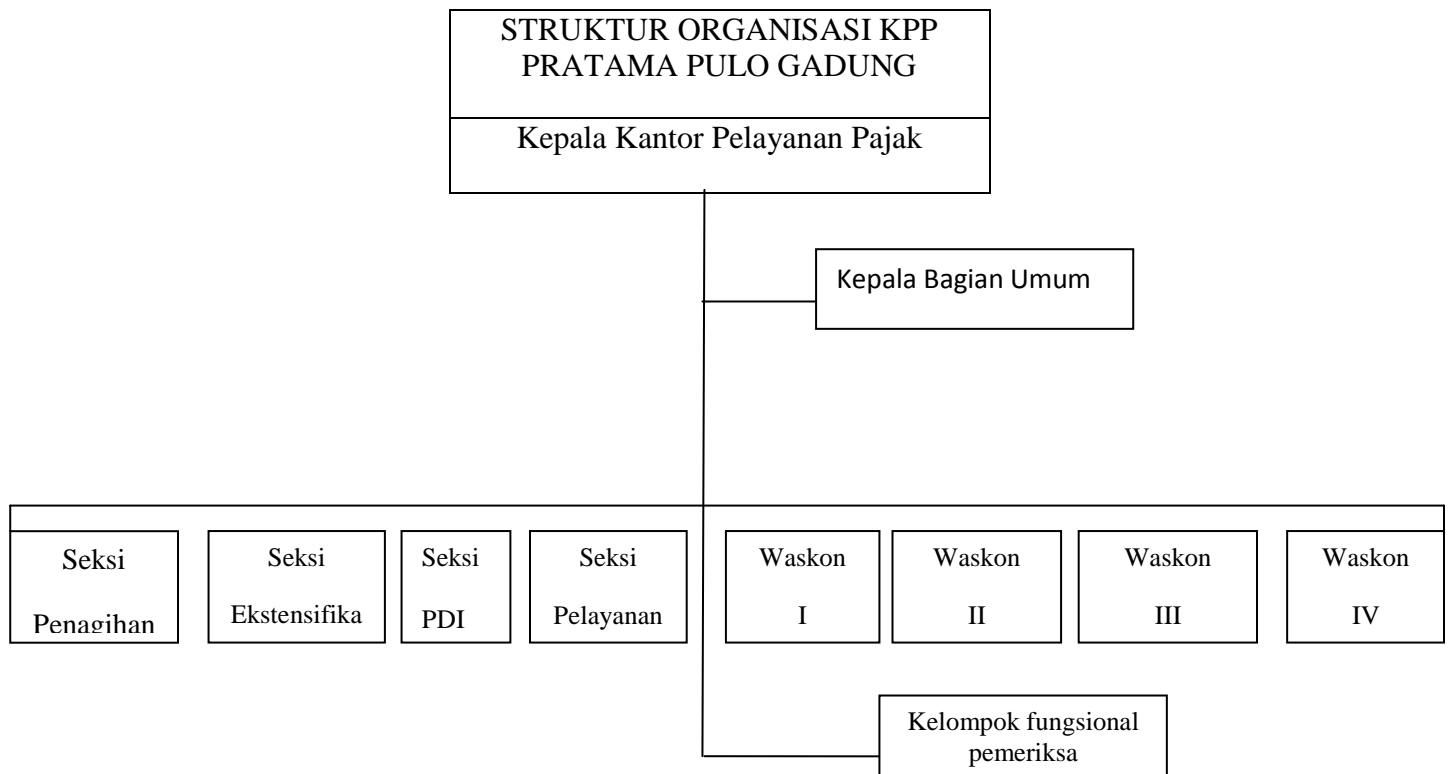 STRUKTUR ORGANISASI KPP
PRATAMA PULO GADUNG
Kepala Kantor Pelayanan Pajak
Kepala Bagian Umum
Seksi
Penagihan
Seksi
Ekstensifika
Seksi
PDI
Seksi
Pelayanan
Waskon
I
Waskon
II
Waskon
III
Waskon
IV
Kelompok fungsional
pemeriksa